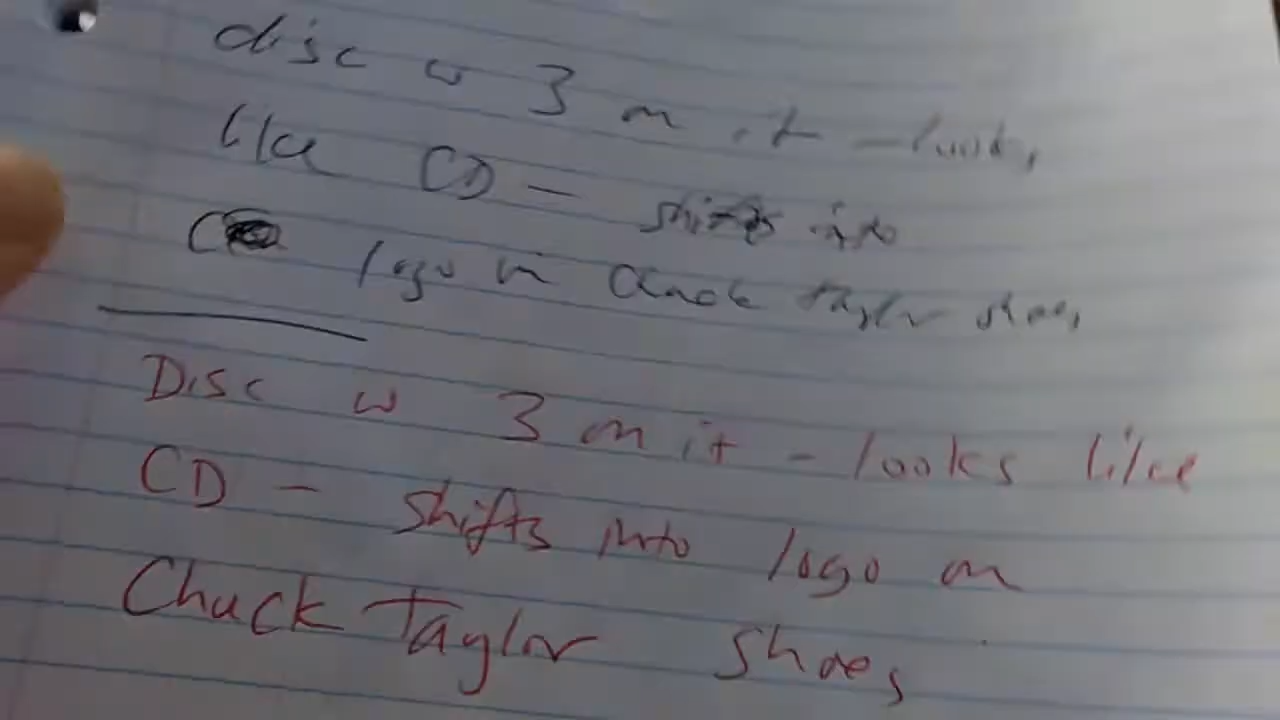 disc w 3 on it - looks
like CD - shifts into
logo on Chuck Taylor shoes
Disc w 3 on it - looks like
CD - shifts into logo on
Chuck Taylor shoes